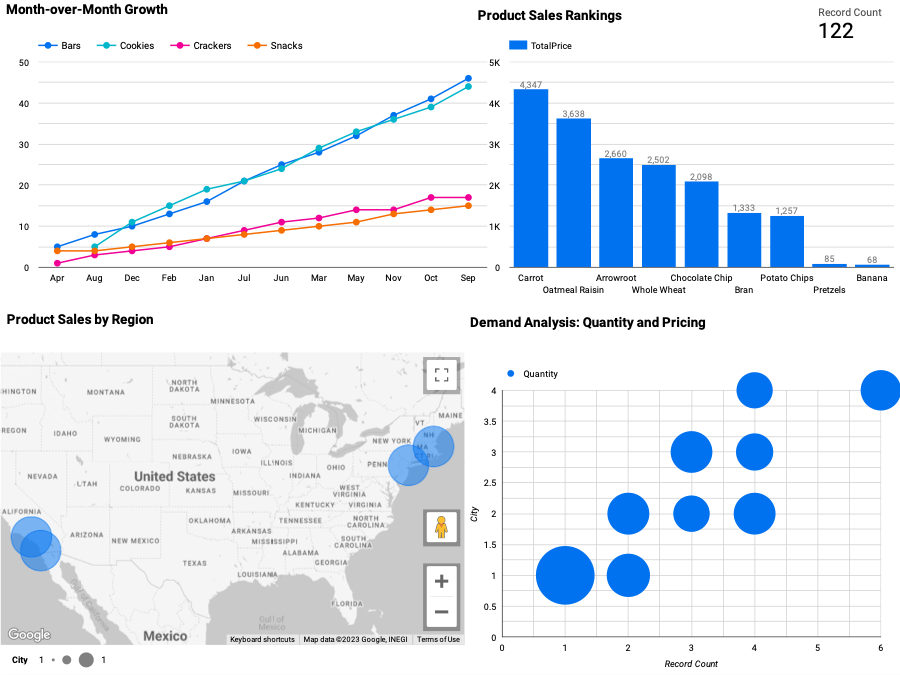 Month-over-Month Growth
Bars Cookies Crackers Snacks
50
40
30
20
10
0
Apr Aug Dec Feb Jan Jul Jun Mar May Nov Oct Sep
Product Sales Rankings
Record Count
122
TotalPrice
5K
4K
3K
2K
1K
0
4,347
3,638
2,660
2,502
2,098
1,333
1,257
85
68
Carrot Arrowroot Chocolate Chip Potato Chips Banana
Oatmeal Raisin Whole Wheat Bran Pretzels
Product Sales by Region
HINGTON
MONTANA
NORTH
DAKOTA
MINNESOTA
VT
MAINE
REGON
IDAHO
WYOMING
SOUTH
DAKOTA
WISCONSIN
MICHIGAN
NEW YORK
NH
MA
NEBRASKA
IOWA
ILLINOIS
INDIANA
OHIO
PENN
NEVADA
UTAH
United States
COLORADO
KANSAS
MISSOURI
WEST
VIRGINIA
KENTUCKY
VIRGINIA
ALIFORNIA
ARIZONA
NEW MEXICO
OKLAHOMA
ARKANSAS
TENNESSEE
NORTH
CAROLINA
MISSISSIPPI
SOUTH
CAROLINA
ALABAMA
TEXAS
GEORGIA
LOUISIANA
FLORIDA
Gulf of
California
Gulf of
Mexico
Mexico
Google
Keyboard shortcuts
Map data ©2023 Google, INEGI
Terms of Use
City 1 1
Demand Analysis: Quantity and Pricing
Quantity
4
3.5
3
2.5
2
1.5
1
0.5
0
City
0 1 2 3 4 5 6
Record Count